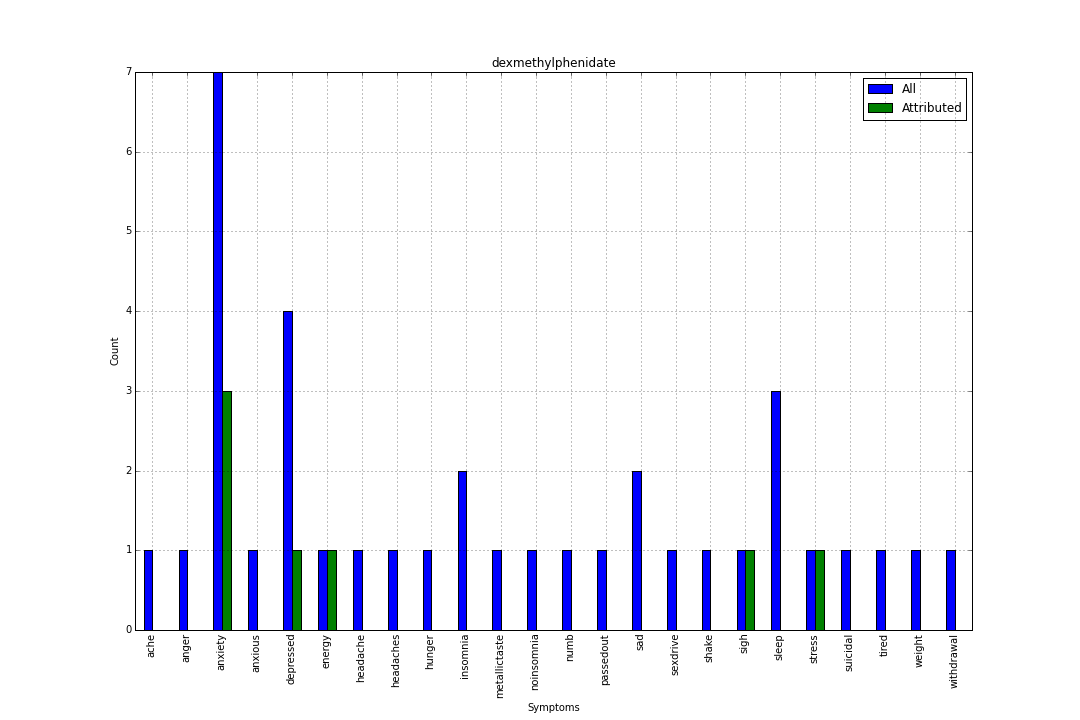 dexmethylphenidate
All
Attributed
7
6
5
4
3
2
1
0
Count
ache
anger
anxiety
anxious
depressed
energy
headache
headaches
hunger
insomnia
metallictaste
noinsomnia
numb
passedout
sad
sexdrive
shake
sigh
sleep
stress
suicidal
tired
weight
withdrawal
Symptoms